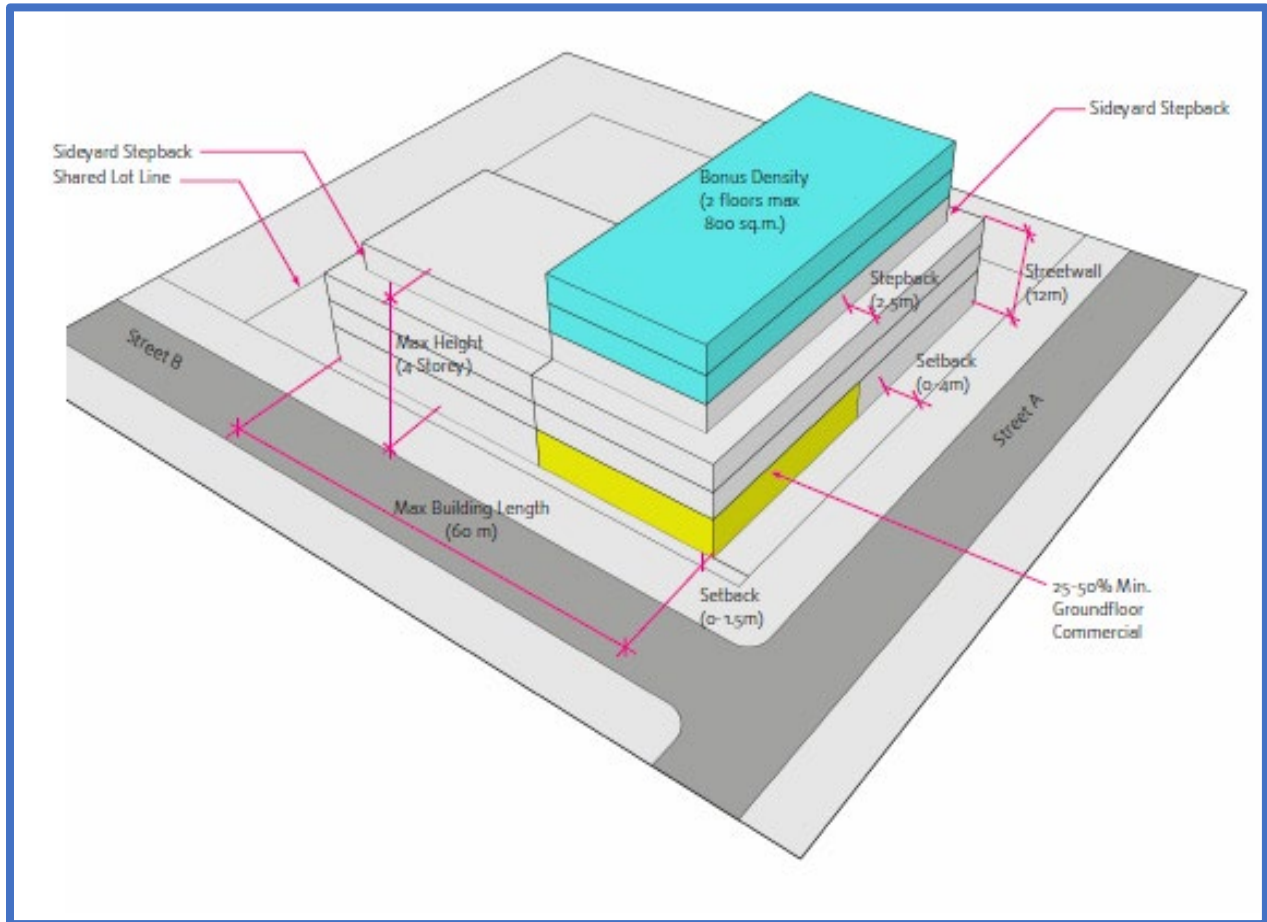 Sideyard Stepback
Sideyard Stepback
Shared Lot Line
Bonus Density
(2 floors max
800 sq.m.)
Stepback
(2.5m)
Streetwall
(12m)
Street B
Max Height
(4 Storey)
Setback
(0-4m)
Street A
Max Building Length
(60 m)
Setback
(0-1.5m)
25-50% Min.
Groundfloor
Commercial